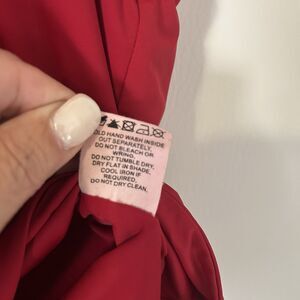 OLD HAND WASH INSIDE
OUT SEPARATELY.
DO NOT BLEACH OR
WRING.
DO NOT TUMBLE DRY.
DRY FLAT IN SHADE.
COOL IRON IF
REQUIRED.
DO NOT DRY CLEAN.